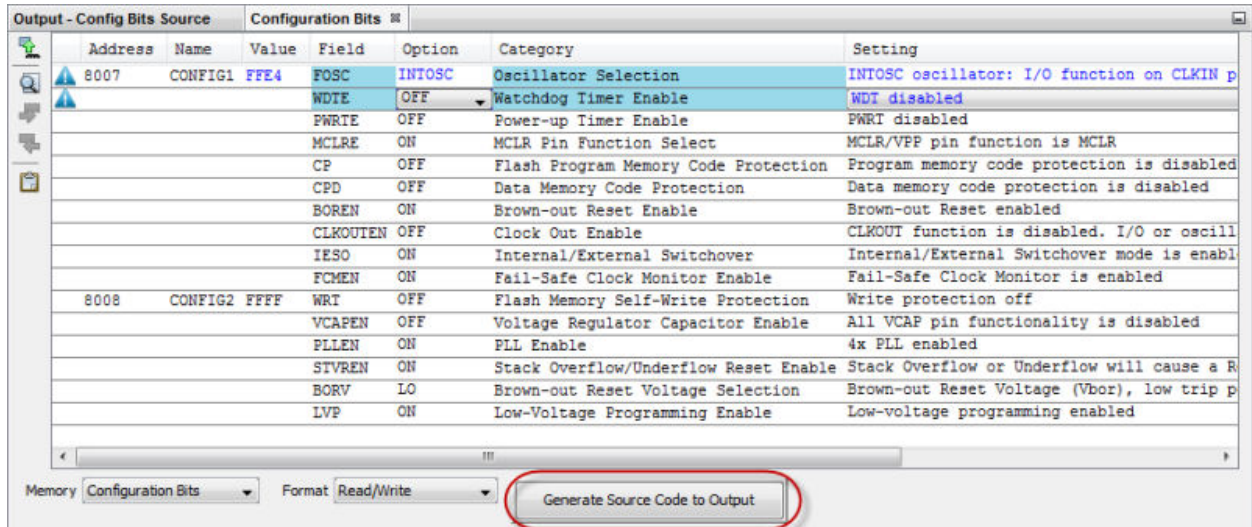 Output - Config Bits Source Configuration Bits
Address Name Value Field Option Category Setting
8007 CONFIG1 FFE4 FOSC INTOSC Oscillator Selection INTOSC oscillator: I/O function on CLKIN p
WDTE OFF Watchdog Timer Enable WDT disabled
PWRTE OFF Power-up Timer Enable PWRT disabled
MCLRE ON MCLR Pin Function Select MCLR/VPP pin function is MCLR
CP OFF Flash Program Memory Code Protection Program memory code protection is disabled
CPD OFF Data Memory Code Protection Data memory code protection is disabled
BOREN ON Brown-out Reset Enable Brown-out Reset enabled
CLKOUTEN OFF Clock Out Enable CLKOUT function is disabled. I/O or oscill
IESO ON Internal/External Switchover Internal/External Switchover mode is enabl
FCMEN ON Fail-Safe Clock Monitor Enable Fail-Safe Clock Monitor is enabled
8008 CONFIG2 FFFF WRT OFF Flash Memory Self-Write Protection Write protection off
VCAPEN OFF Voltage Regulator Capacitor Enable All VCAP pin functionality is disabled
PLLEN ON PLL Enable 4x PLL enabled
STVREN ON Stack Overflow/Underflow Reset Enable Stack Overflow or Underflow will cause a R
BORV LO Brown-out Reset Voltage Selection Brown-out Reset Voltage (Vbor), low trip p
LVP ON Low-Voltage Programming Enable Low-voltage programming enabled
Memory Configuration Bits Format Read/Write Generate Source Code to Output